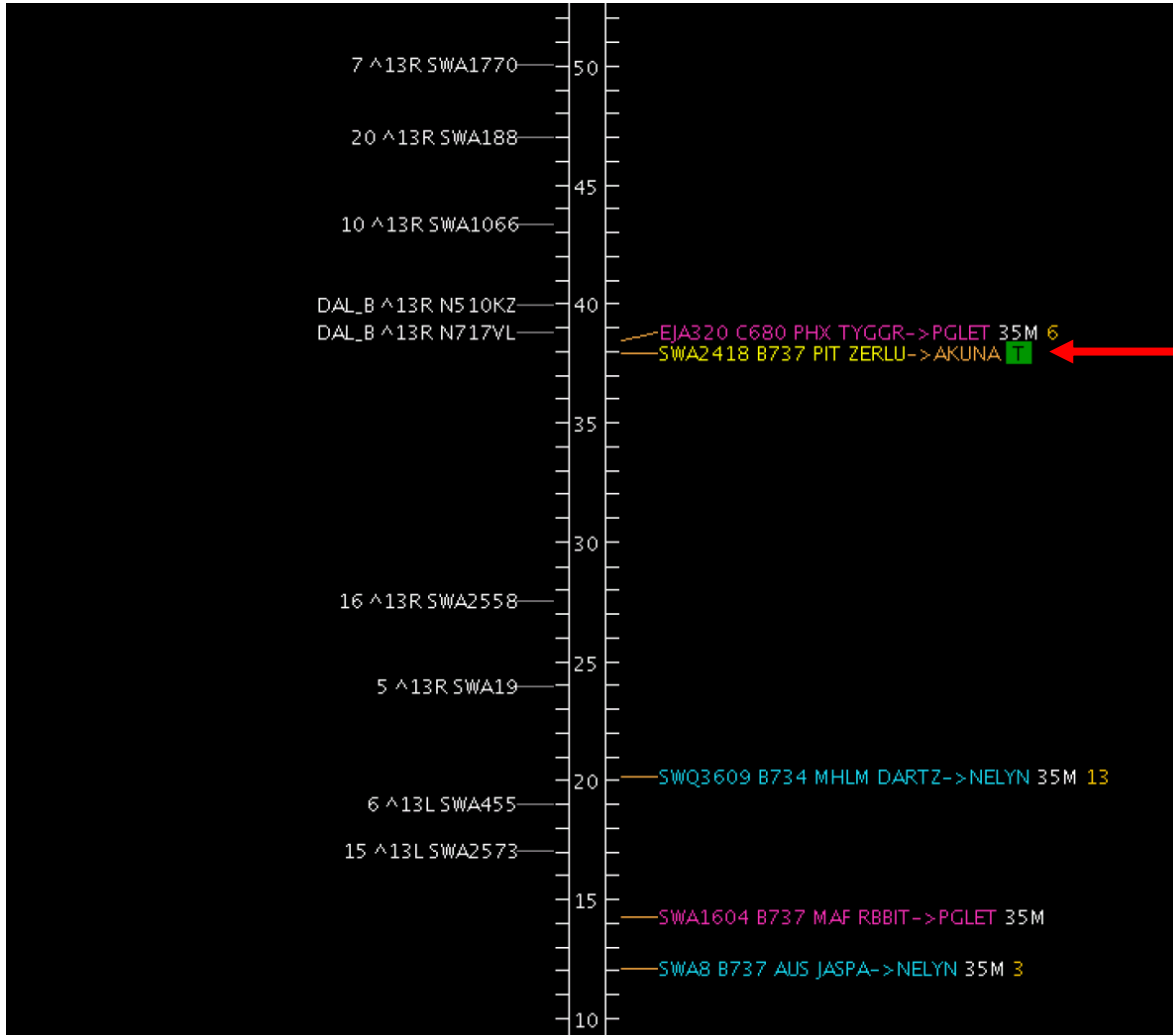 7 ^13R SWA1770
50
20 ^13R SWA188
45
10 ^13R SWA1066
DAL_B ^13R N510KZ
40
DAL_B ^13R N717VL
EJA320 C680 PHX TYGGR->PGLET 35M 6
SWA2418 B737 PIT ZERLU->AKUNA T
35
30
16 ^13R SWA2558
25
5 ^13R SWA19
20
SWQ3609 B734 MHLM DARTZ->NELYN 35M 13
6 ^13L SWA455
15 ^13L SWA2573
15
SWA1604 B737 MAF RBBIT->PGLET 35M
SWA8 B737 AUS JASPA->NELYN 35M 3
10